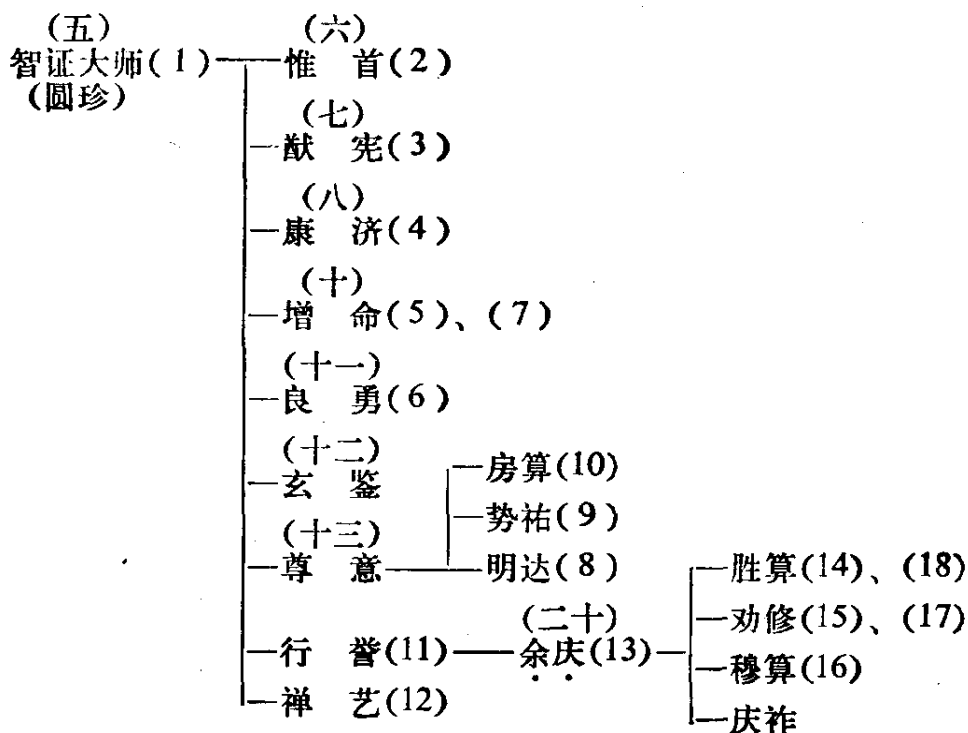 (五) (六)
智证大师(1) 惟 首(2)
(圆珍)
(七)
猷 宪(3)
(八)
康 济(4)
(十)
增 命(5)、(7)
(十一)
良 勇(6)
(十二)
房算(10)
玄 鉴
势祐(9)
(十三)
尊 意 明达(8) 胜算(14)、(18)
(二十) 劝修(15)、(17)
行 誉(11) 余庆(13)
穆算(16)
禅 艺(12)
庆祚